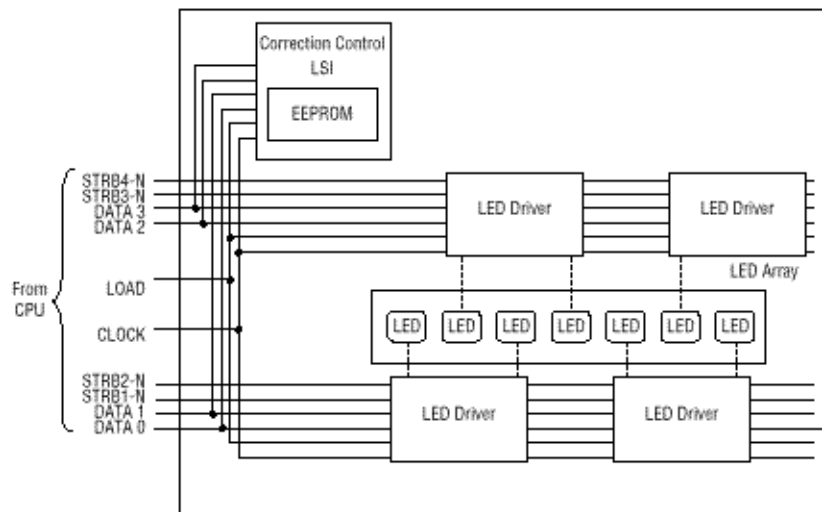 Correction Control
LSI
EEPROM
STRB4-N
STRB3-N
DATA 3
DATA 2
LED Driver
LED Driver
LED Array
From
CPU
LOAD
CLOCK
LED
LED
LED
LED
LED
LED
LED
STRB2-N
STRB1-N
DATA 1
DATA 0
LED Driver
LED Driver